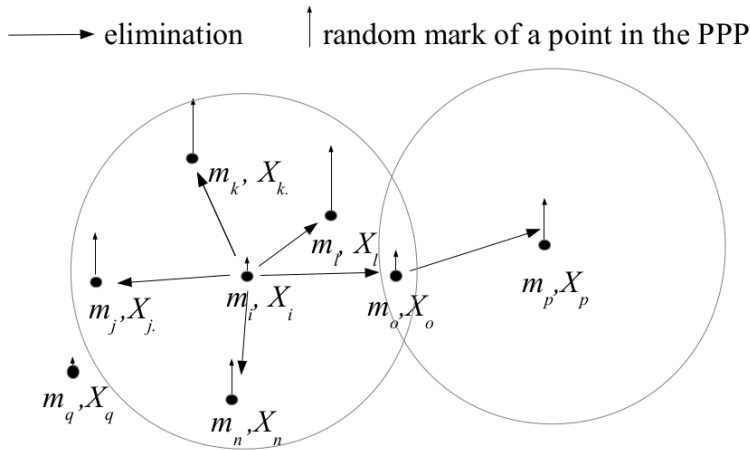 elimination
random mark of a point in the PPP
m_k, X_k.
m_l, X_l
m_i, X_i
m_j,X_j.
m_o,X_o
m_p,X_p
m_q,X_q
m_n,X_n